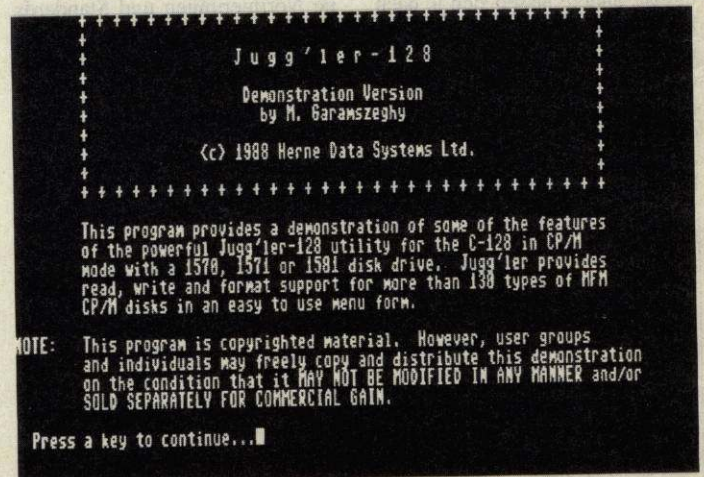 + + + + + + + + + + + + + + + + + + + + + + + + + + + + + +
Jugg'ler-128
Demonstration Version
by M. Garamszeghy
(c) 1988 Herne Data Systems Ltd.
+ + + + + + + + + + + + + + + + + + + + + + + + + + + + + +
This program provides a demonstration of some of the features
of the powerful Jugg'ler-128 utility for the C-128 in CP/M
mode with a 1570, 1571 or 1581 disk drive. Jugg'ler provides
read, write and format support for more than 130 types of MFM
CP/M disks in an easy to use menu form.
NOTE: This program is copyrighted material. However, user groups
and individuals may freely copy and distribute this demonstration
on the condition that it MAY NOT BE MODIFIED IN ANY MANNER and/or
SOLD SEPARATELY FOR COMMERCIAL GAIN.
Press a key to continue...